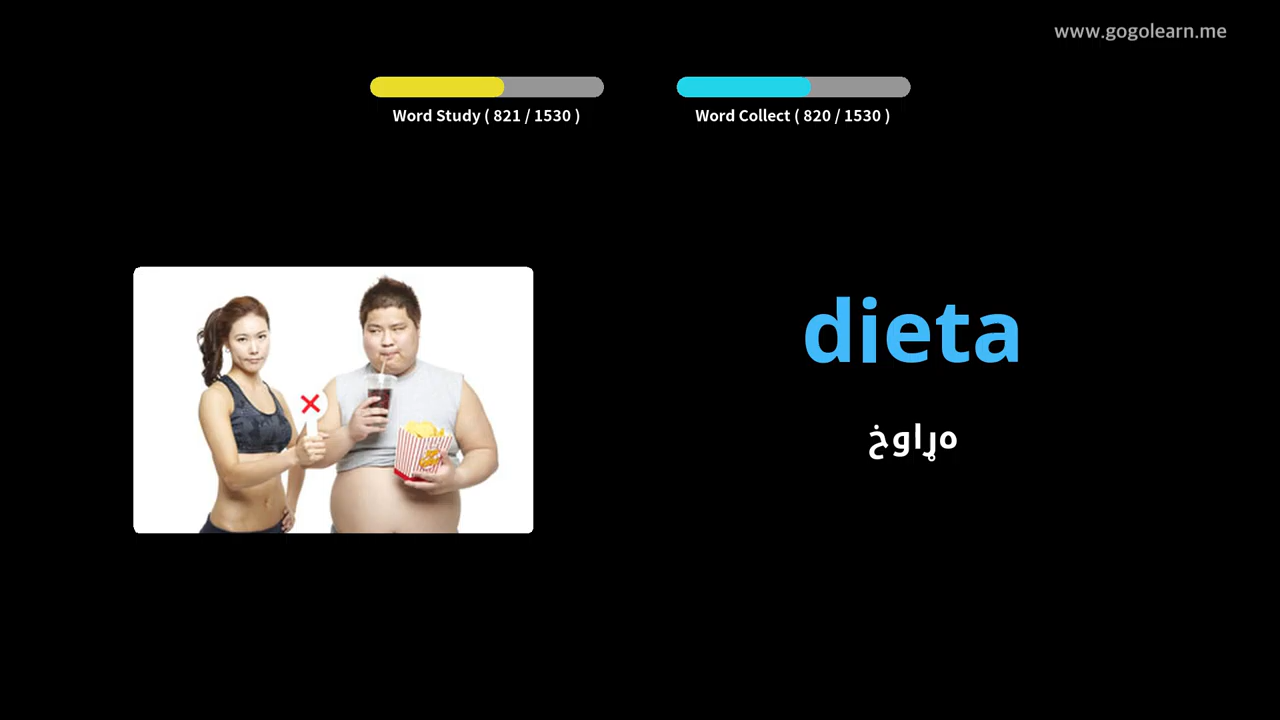 www.gogolearn.me
Word Study ( 821 / 1530 )
Word Collect ( 820 / 1530 )
dieta
خواړه